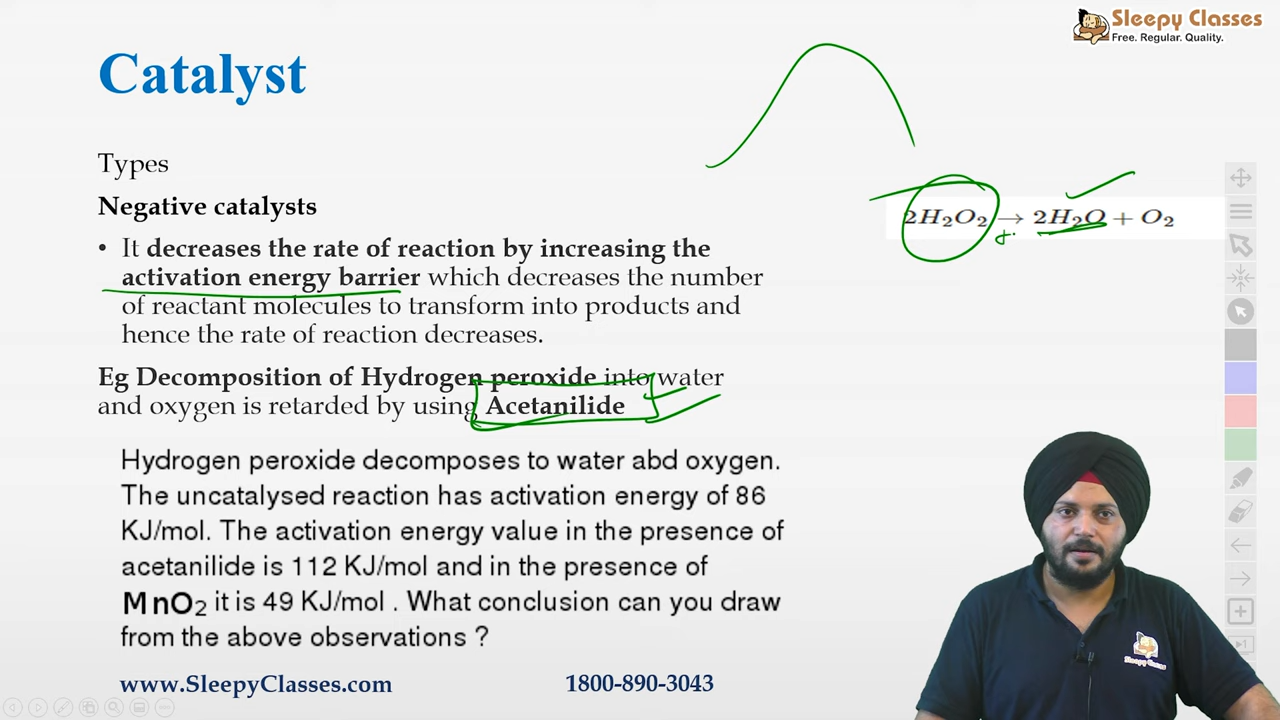 Sleepy Classes
Free. Regular. Quality.
Catalyst
Types
Negative catalysts
• It decreases the rate of reaction by increasing the
activation energy barrier which decreases the number
of reactant molecules to transform into products and
hence the rate of reaction decreases.
2H₂O₂ → 2H₂O + O₂
Eg Decomposition of Hydrogen peroxide into water
and oxygen is retarded by using Acetanilide
Hydrogen peroxide decomposes to water abd oxygen.
The uncatalysed reaction has activation energy of 86
KJ/mol. The activation energy value in the presence of
acetanilide is 112 KJ/mol and in the presence of
MnO₂ it is 49 KJ/mol . What conclusion can you draw
from the above observations ?
www.SleepyClasses.com
1800-890-3043